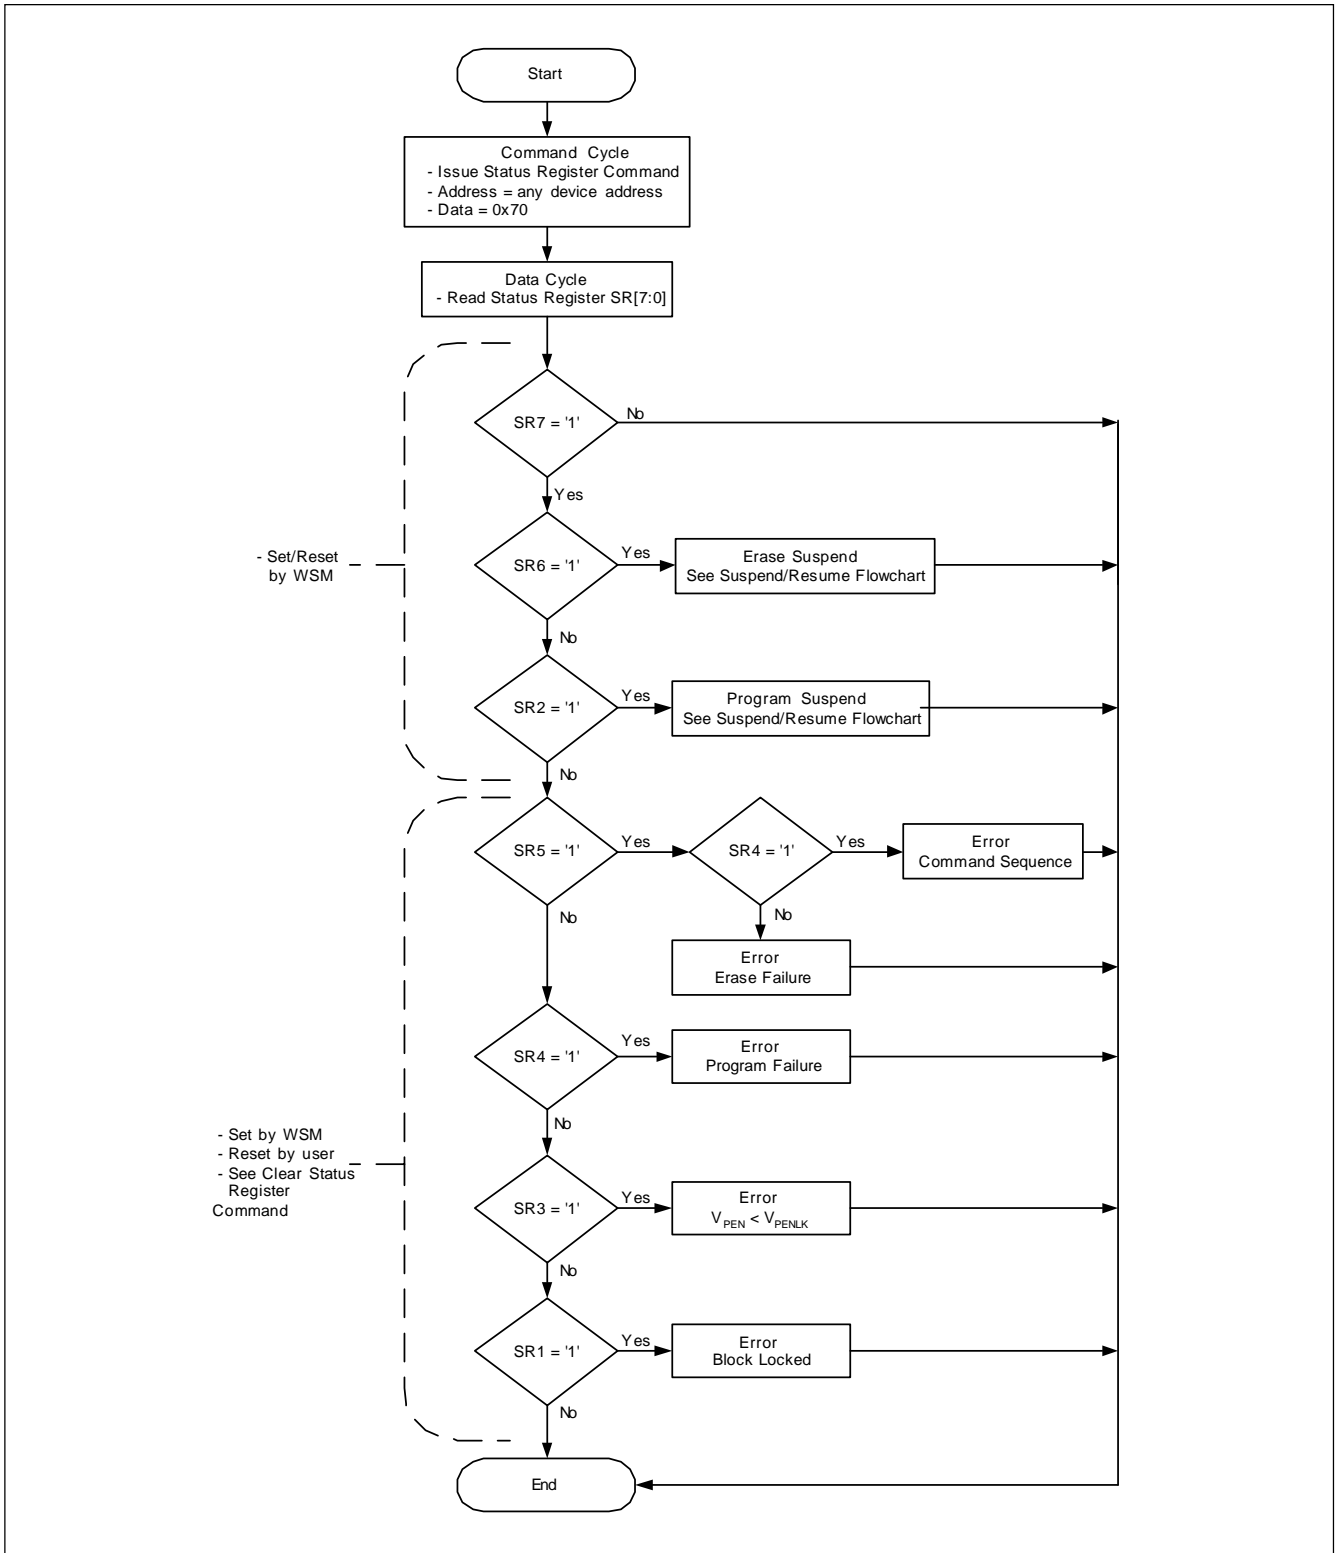 Start
Command Cycle
- Issue Status Register Command
- Address = any device address
- Data = 0x70
Data Cycle
- Read Status Register SR[7:0]
SR7 = '1'
No
Yes
- Set/Reset
by WSM
SR6 = '1'
Yes
Erase Suspend
See Suspend/Resume Flowchart
No
SR2 = '1'
Yes
Program Suspend
See Suspend/Resume Flowchart
No
SR5 = '1'
Yes
SR4 = '1'
Yes
Error
Command Sequence
No
No
Error
Erase Failure
SR4 = '1'
Yes
Error
Program Failure
No
- Set by WSM
- Reset by user
- See Clear Status
Register
Command
SR3 = '1'
Yes
Error
VPEN < VPENLK
No
SR1 = '1'
Yes
Error
Block Locked
No
End